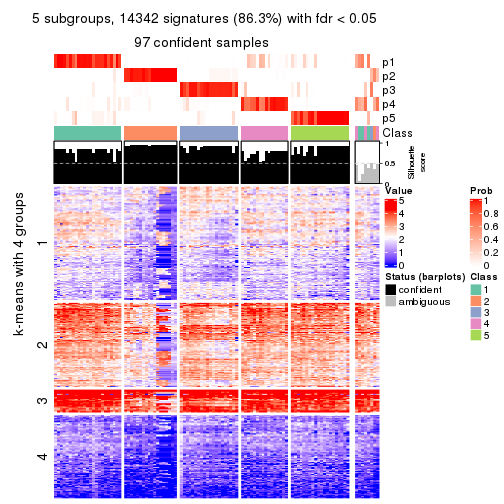 5 subgroups, 14342 signatures (86.3%) with fdr < 0.05
97 confident samples
p1
p2
p3
p4
p5
Class
1
0.5
0
Silhouette
score
k-means with 4 groups
1
2
3
4
Value
5
4
3
2
1
0
Prob
1
0.8
0.6
0.4
0.2
0
Status (barplots)
confident
ambiguous
Class
1
2
3
4
5